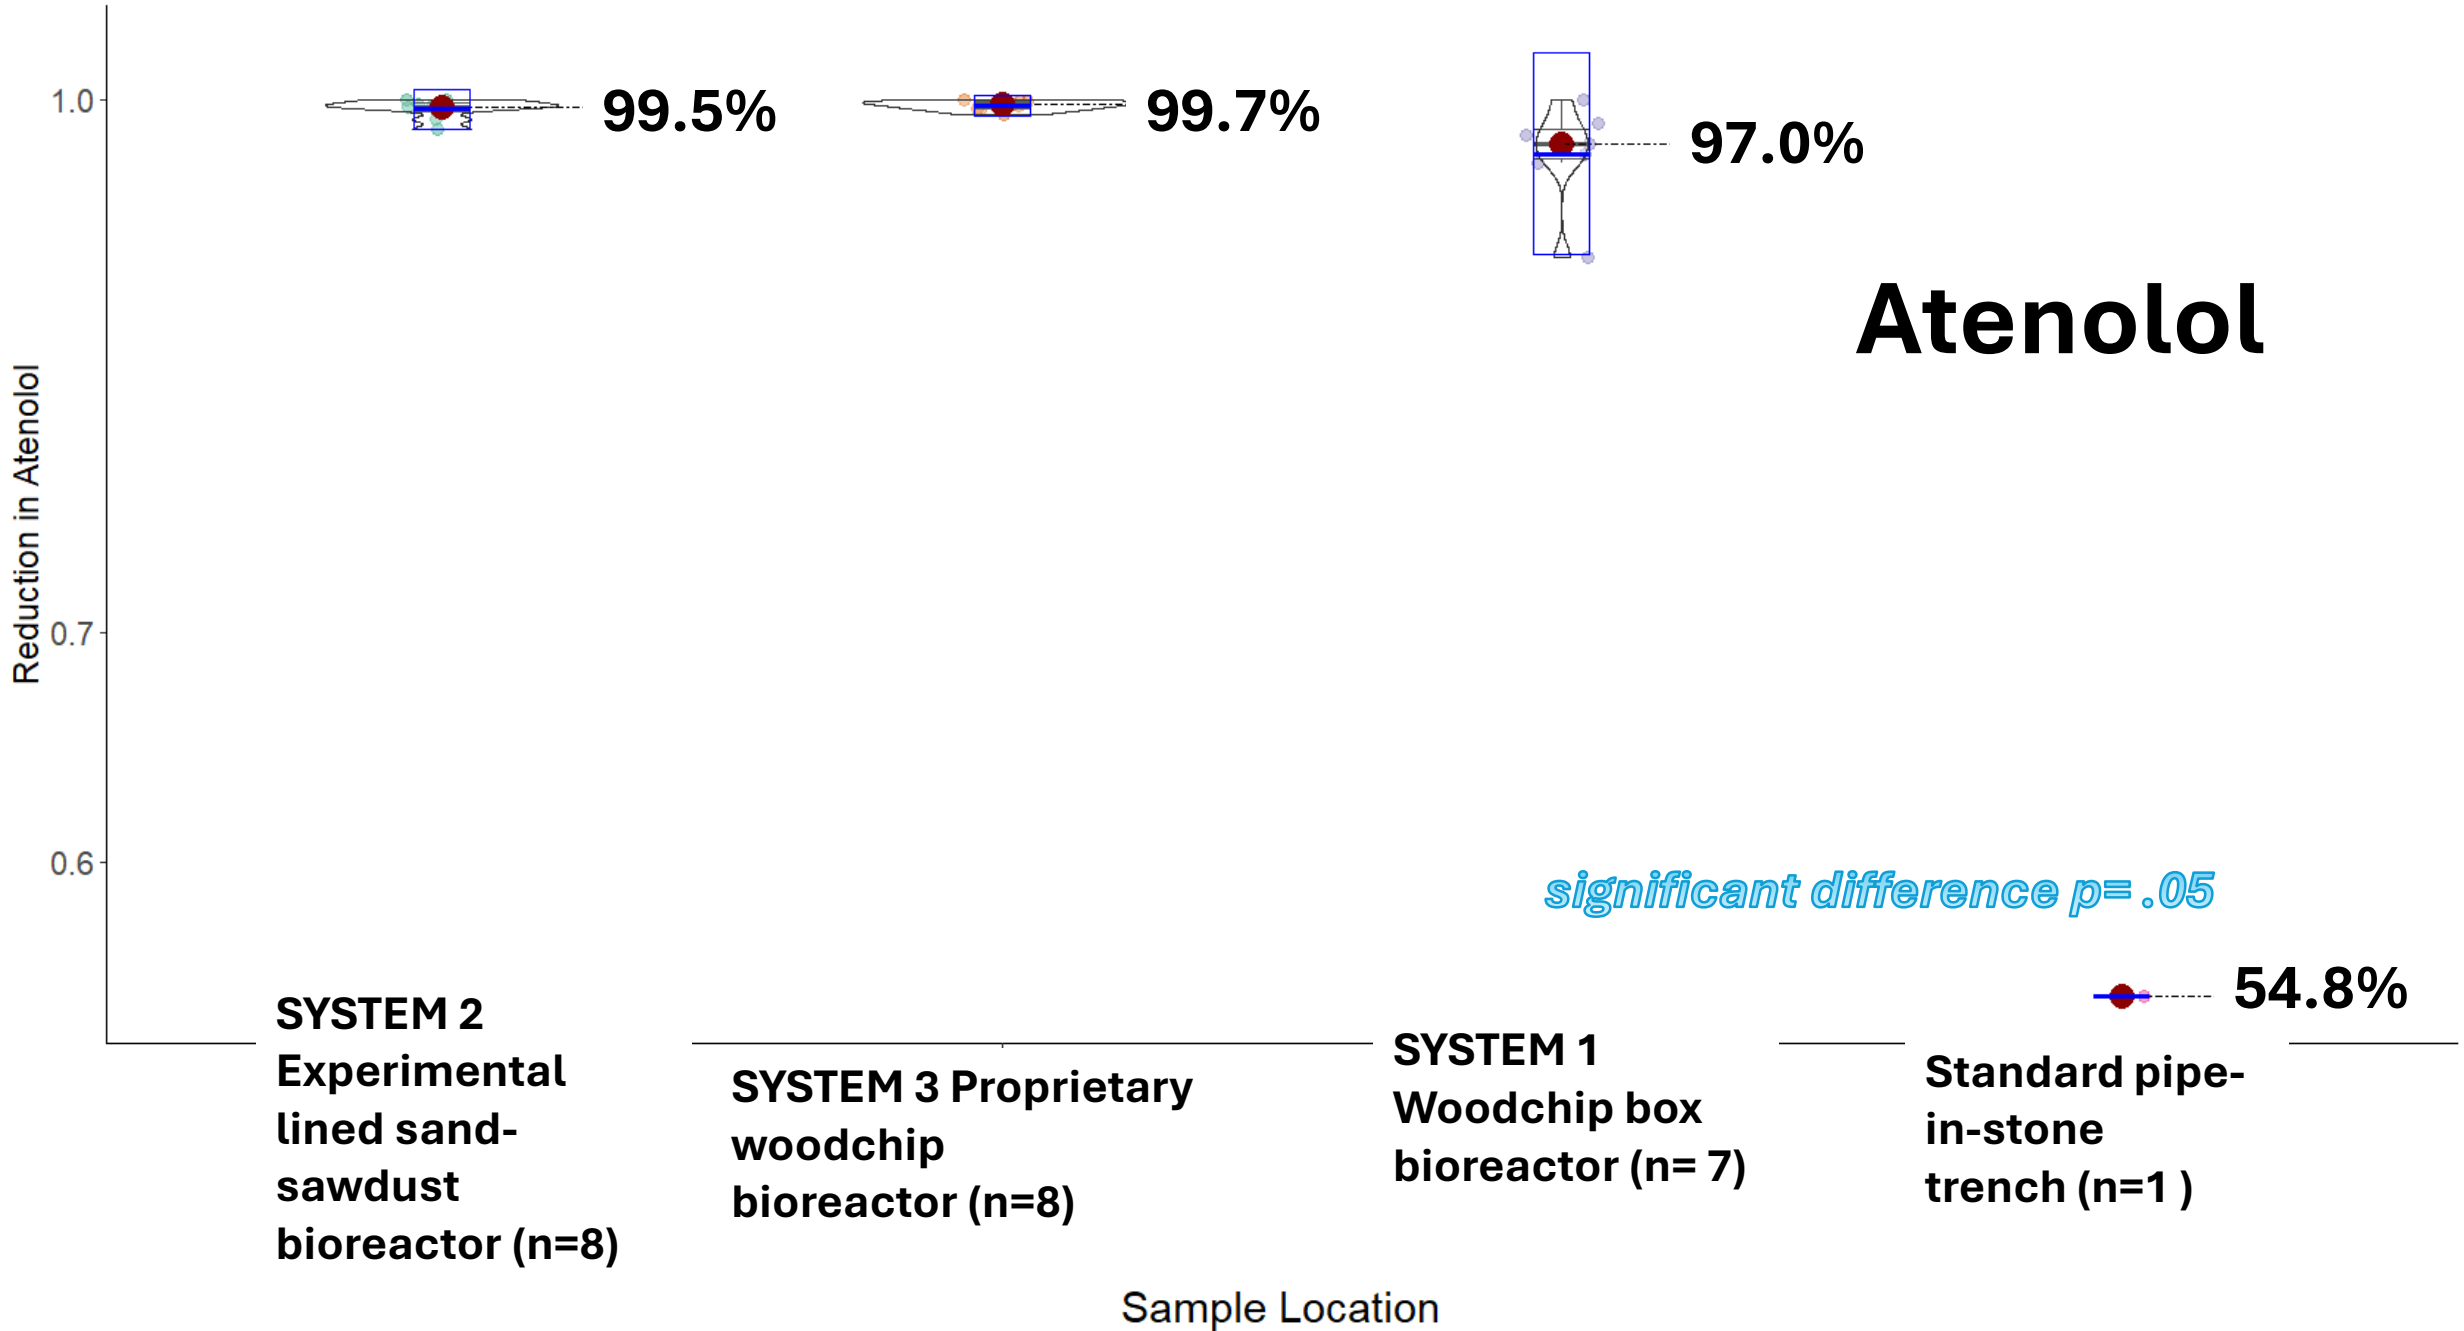 1.0
99.5%
99.7%
97.0%
Atenolol
Reduction in Atenolol
0.7
0.6
significant difference p= .05
54.8%
SYSTEM 2
Experimental
lined sand-
sawdust
bioreactor (n=8)
SYSTEM 3 Proprietary
woodchip
bioreactor (n=8)
SYSTEM 1
Woodchip box
bioreactor (n= 7)
Standard pipe-
in-stone
trench (n=1 )
Sample Location